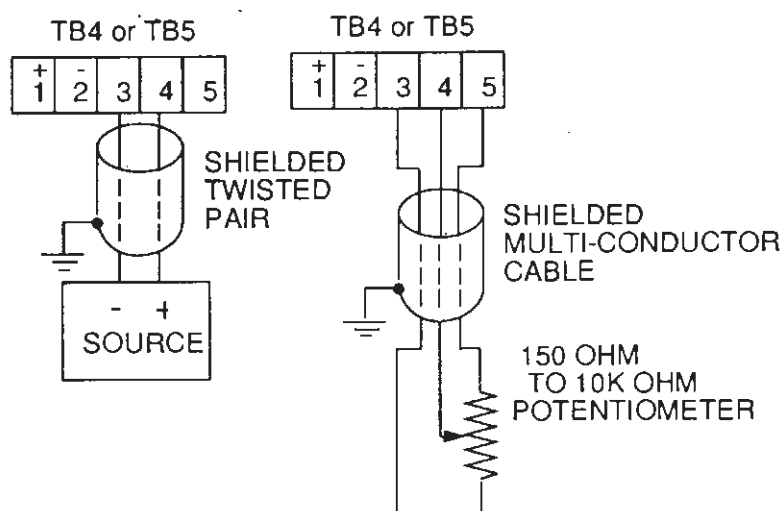 TB4 or TB5
+ -
1 2 3 4 5
SHIELDED
TWISTED
PAIR
- +
SOURCE
TB4 or TB5
+ -
1 2 3 4 5
SHIELDED
MULTI-CONDUCTOR
CABLE
150 OHM
TO 10K OHM
POTENTIOMETER